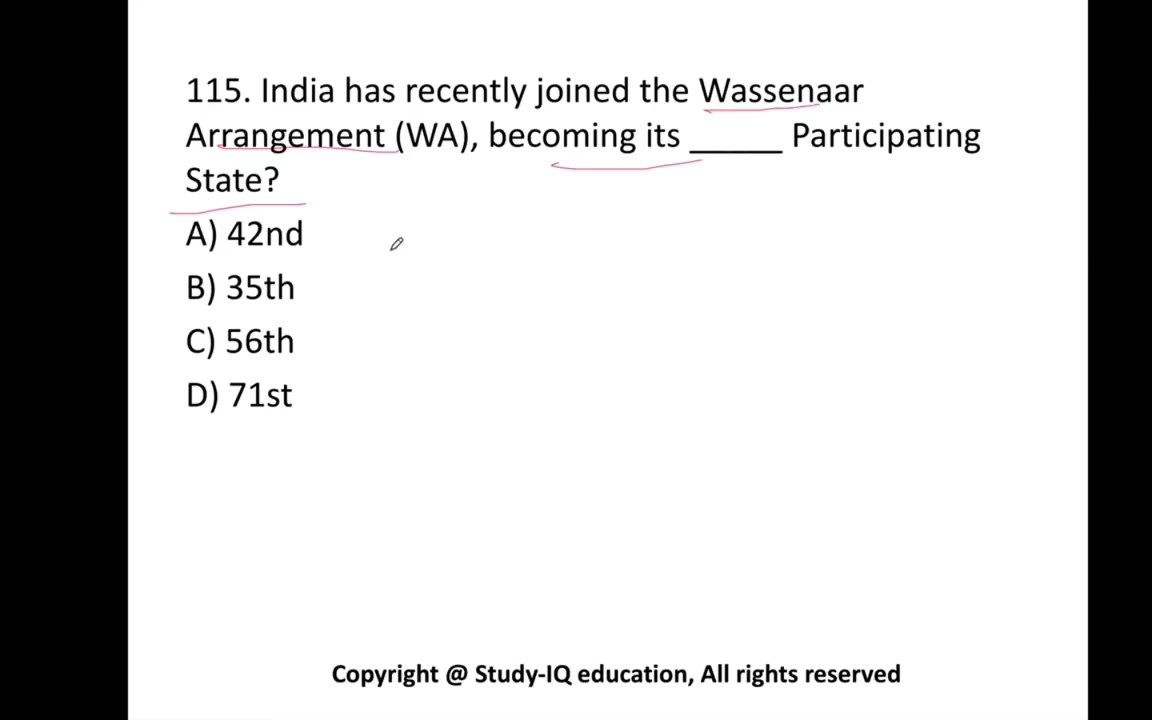 115. India has recently joined the Wassenaar
Arrangement (WA), becoming its _____ Participating
State?
A) 42nd
B) 35th
C) 56th
D) 71st
Copyright @ Study-IQ education, All rights reserved